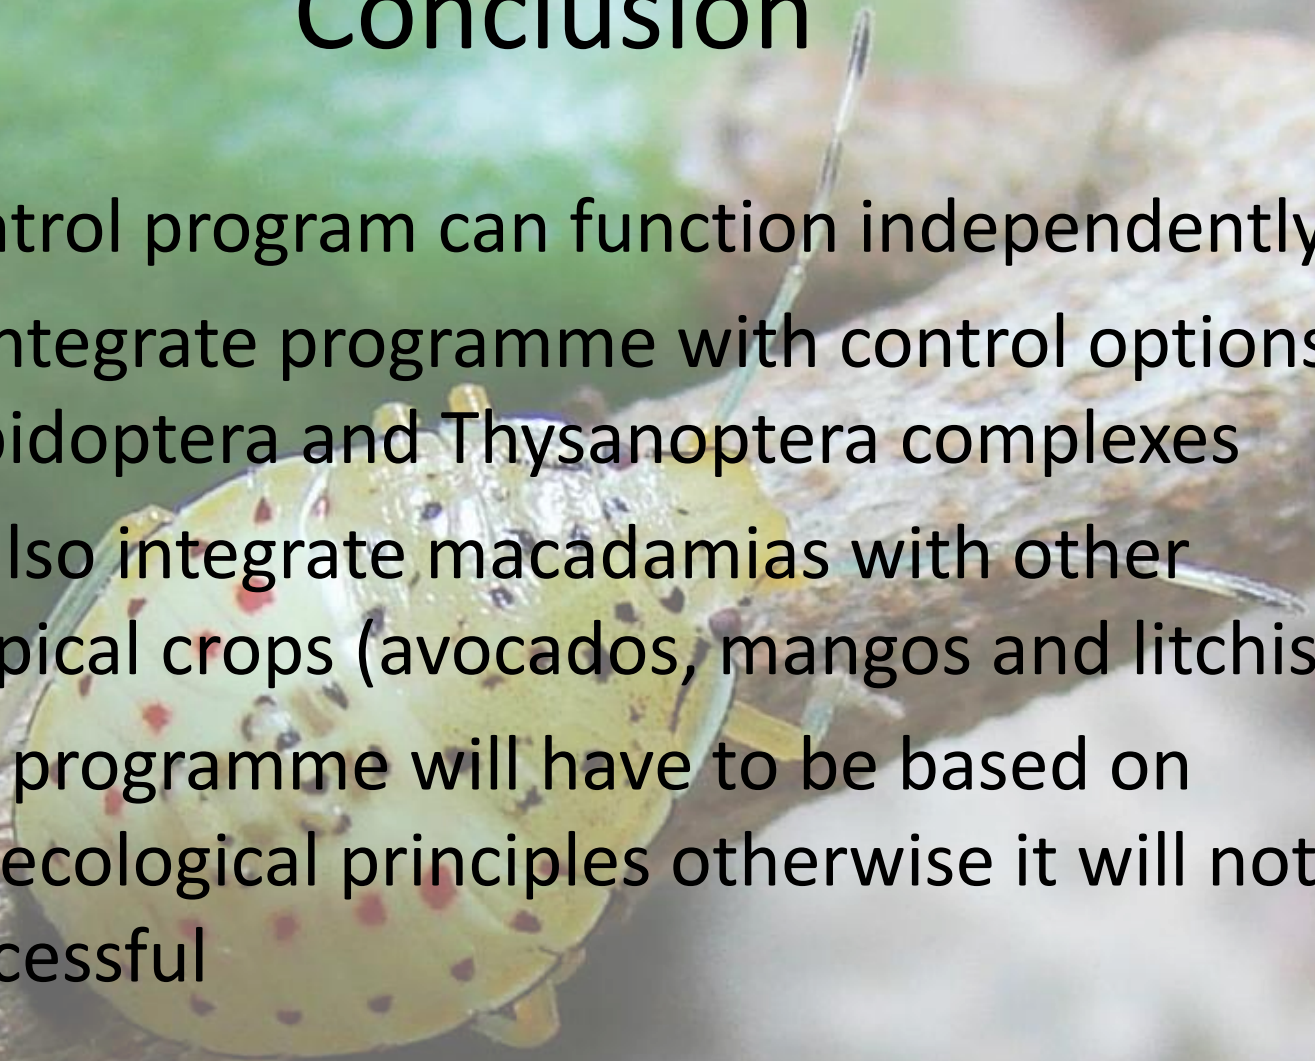 Conclusion
ntrol program can function independently
ntegrate programme with control options
pidoptera and Thysanoptera complexes
lso integrate macadamias with other
pical crops (avocados, mangos and litchis
programme will have to be based on
ecological principles otherwise it will not
cessful